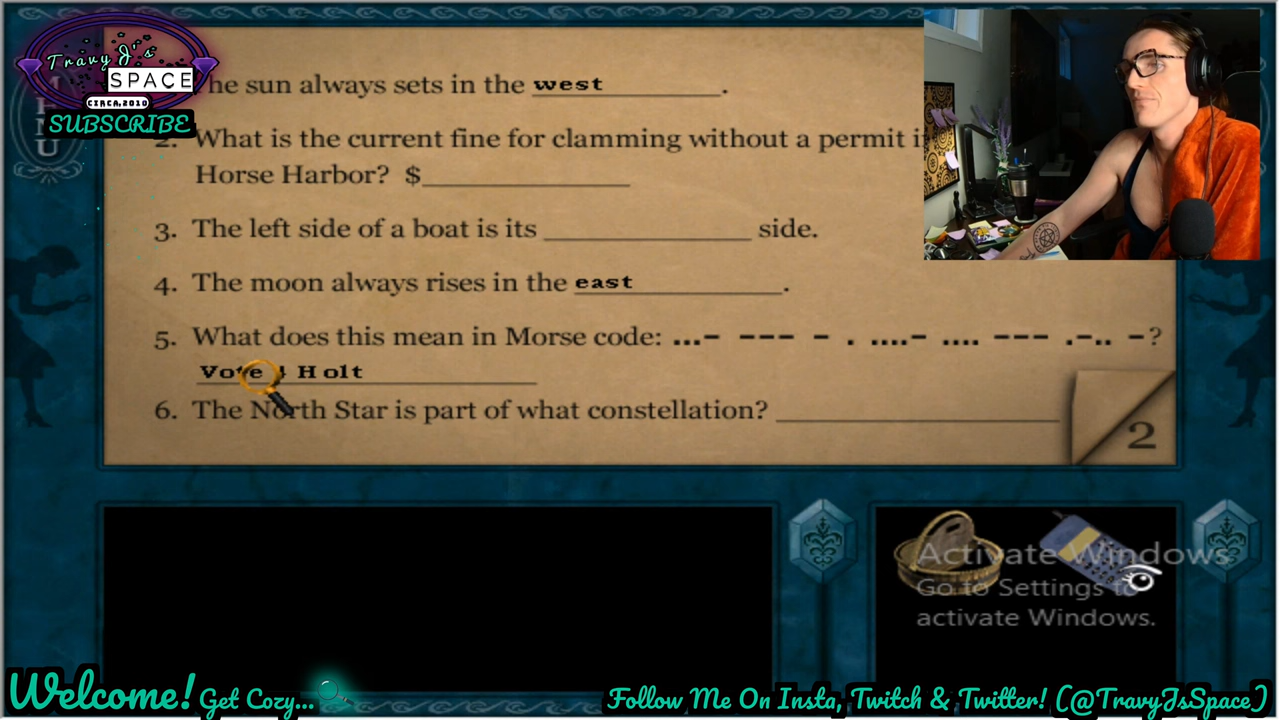 Travy J's
SPACE
CIRCA.2010
SUBSCRIBE
MENU
he sun always sets in the west.
2. What is the current fine for clamming without a permit i
Horse Harbor? $
3. The left side of a boat is its side.
4. The moon always rises in the east.
5. What does this mean in Morse code: ...- --- - . ....- .... --- .-.. -?
Vote 4 Holt
6. The North Star is part of what constellation?
2
Activate Windows
Go to Settings to
activate Windows.
Welcome! Get Cozy...
Follow Me On Insta, Twitch & Twitter! (@TravyJsSpace)